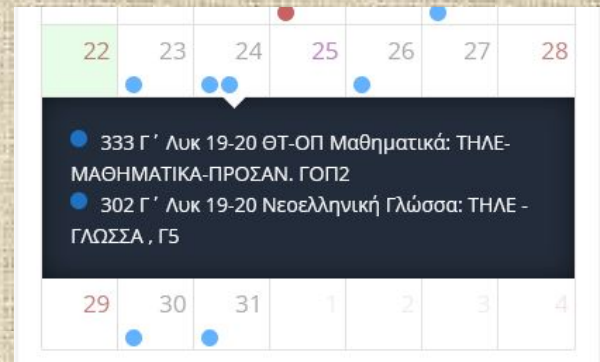 22 23 24 25 26 27 28
333 Γ΄ Λυκ 19-20 ΘΤ-ΟΠ Μαθηματικά: ΤΗΛΕ-
ΜΑΘΗΜΑΤΙΚΑ-ΠΡΟΣΑΝ. ΓΟΠ2
302 Γ΄ Λυκ 19-20 Νεοελληνική Γλώσσα: ΤΗΛΕ -
ΓΛΩΣΣΑ , Γ5
29 30 31 1 2 3 4